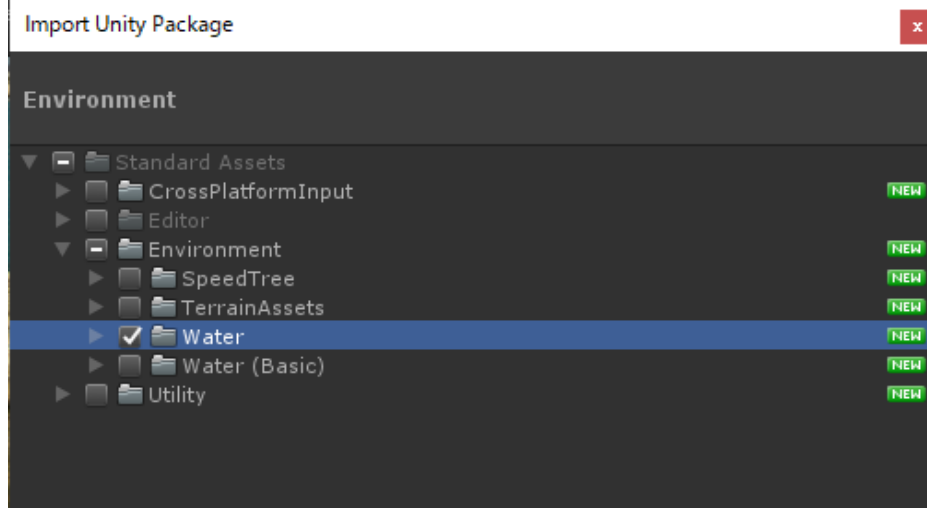 Import Unity Package
x
Environment
Standard Assets
CrossPlatformInput NEW
Editor
Environment NEW
SpeedTree NEW
TerrainAssets NEW
Water NEW
Water (Basic) NEW
Utility NEW